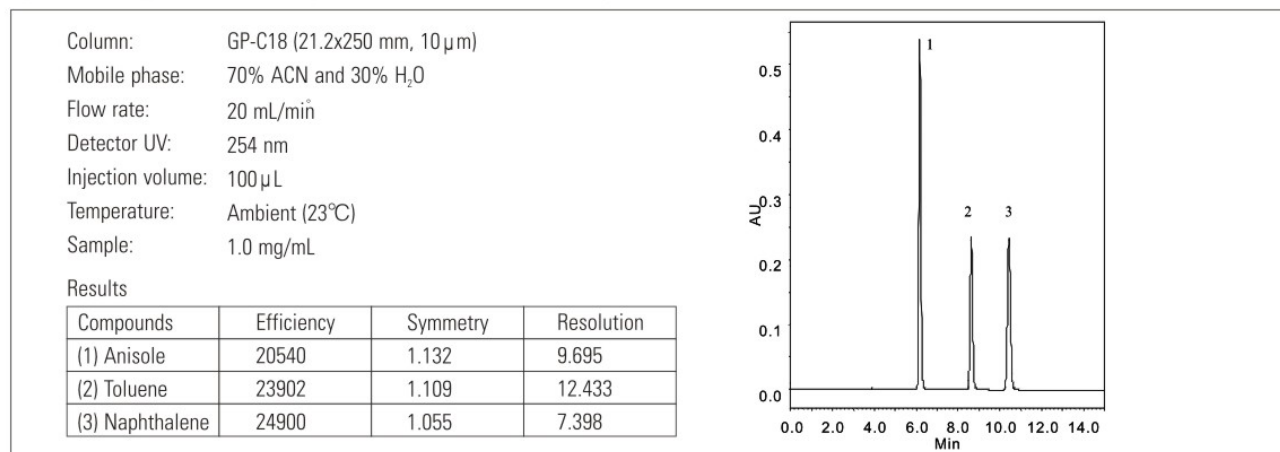 Column: GP-C18 (21.2x250 mm, 10μm)
Mobile phase: 70% ACN and 30% H₂O
Flow rate: 20 mL/min̊
Detector UV: 254 nm
Injection volume: 100μL
Temperature: Ambient (23℃)
Sample: 1.0 mg/mL
Results
Compounds Efficiency Symmetry Resolution
(1) Anisole 20540 1.132 9.695
(2) Toluene 23902 1.109 12.433
(3) Naphthalene 24900 1.055 7.398
1
0.5
0.4
0.3
AU
2 3
0.2
0.1
0.0
0.0 2.0 4.0 6.0 8.0 10.0 12.0 14.0
Min